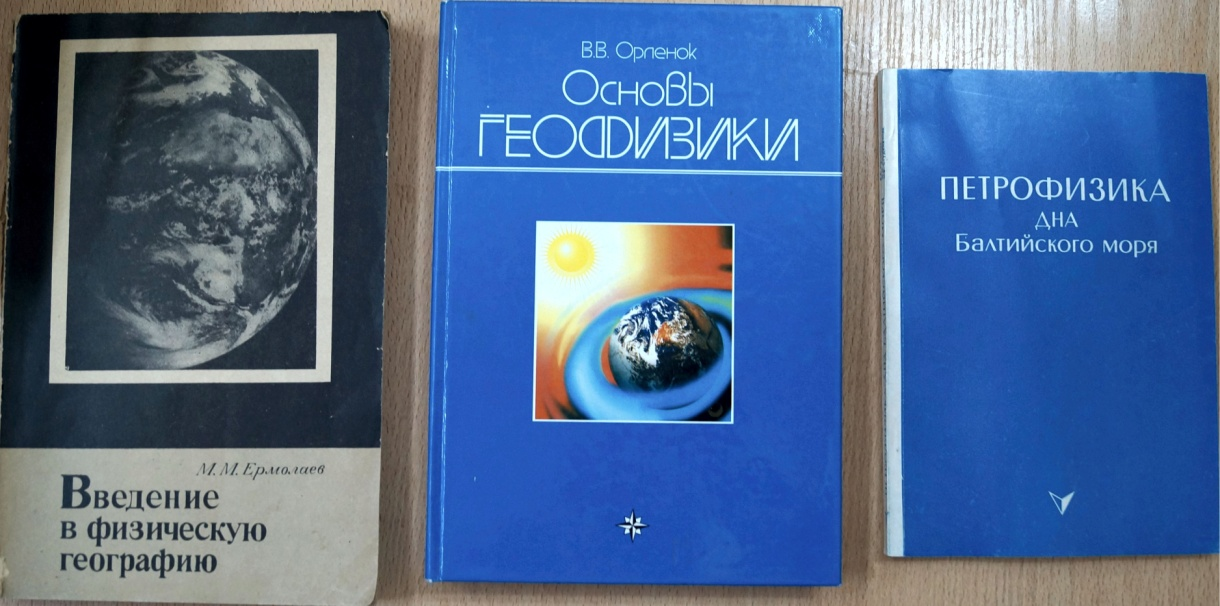 М. М. Ермолаев
Введение
в физическую
географию
В.В. Орленок
Основы
ГЕОФИЗИКИ
ПЕТРОФИЗИКА
ДНА
Балтийского моря